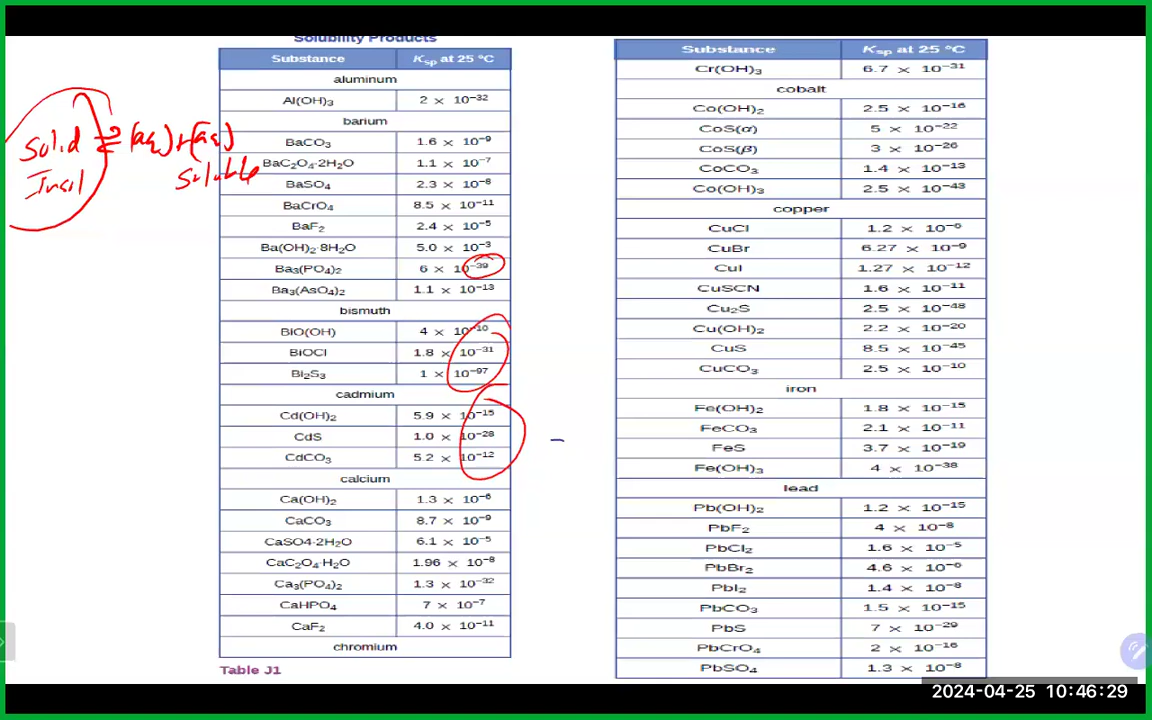 Solubility Products
Substance Ksp at 25 °C
aluminum
Al(OH)₃ 2 × 10⁻³²
barium
BaCO₃ 1.6 × 10⁻⁹
BaC₂O₄·2H₂O 1.1 × 10⁻⁷
BaSO₄ 2.3 × 10⁻⁸
BaCrO₄ 8.5 × 10⁻¹¹
BaF₂ 2.4 × 10⁻⁵
Ba(OH)₂·8H₂O 5.0 × 10⁻³
Ba₃(PO₄)₂ 6 × 10⁻³⁹
Ba₃(AsO₄)₂ 1.1 × 10⁻¹³
bismuth
BiO(OH) 4 × 10⁻¹⁰
BiOCl 1.8 × 10⁻³¹
Bi₂S₃ 1 × 10⁻⁹⁷
cadmium
Cd(OH)₂ 5.9 × 10⁻¹⁵
CdS 1.0 × 10⁻²⁸
CdCO₃ 5.2 × 10⁻¹²
calcium
Ca(OH)₂ 1.3 × 10⁻⁶
CaCO₃ 8.7 × 10⁻⁹
CaSO4·2H₂O 6.1 × 10⁻⁵
CaC₂O₄·H₂O 1.96 × 10⁻⁸
Ca₃(PO₄)₂ 1.3 × 10⁻³²
CaHPO₄ 7 × 10⁻⁷
CaF₂ 4.0 × 10⁻¹¹
chromium
Table J1
Substance Ksp at 25 °C
Cr(OH)₃ 6.7 × 10⁻³¹
cobalt
Co(OH)₂ 2.5 × 10⁻¹⁶
CoS(α) 5 × 10⁻²²
CoS(β) 3 × 10⁻²⁶
CoCO₃ 1.4 × 10⁻¹³
Co(OH)₃ 2.5 × 10⁻⁴³
copper
CuCl 1.2 × 10⁻⁶
CuBr 6.27 × 10⁻⁹
CuI 1.27 × 10⁻¹²
CuSCN 1.6 × 10⁻¹¹
Cu₂S 2.5 × 10⁻⁴⁸
Cu(OH)₂ 2.2 × 10⁻²⁰
CuS 8.5 × 10⁻⁴⁵
CuCO₃ 2.5 × 10⁻¹⁰
iron
Fe(OH)₂ 1.8 × 10⁻¹⁵
FeCO₃ 2.1 × 10⁻¹¹
FeS 3.7 × 10⁻¹⁹
Fe(OH)₃ 4 × 10⁻³⁸
lead
Pb(OH)₂ 1.2 × 10⁻¹⁵
PbF₂ 4 × 10⁻⁸
PbCl₂ 1.6 × 10⁻⁵
PbBr₂ 4.6 × 10⁻⁶
PbI₂ 1.4 × 10⁻⁸
PbCO₃ 1.5 × 10⁻¹⁵
PbS 7 × 10⁻²⁹
PbCrO₄ 2 × 10⁻¹⁶
PbSO₄ 1.3 × 10⁻⁸
Solid ⇌ (aq) + (aq)
Insol soluble
2024-04-25 10:46:29